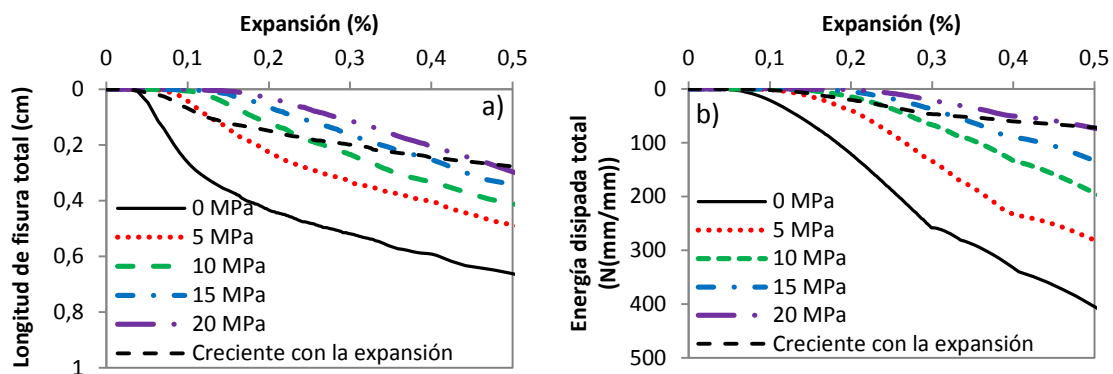 Expansión (%)
0 0,1 0,2 0,3 0,4 0,5
Longitud de fisura total (cm)
0
0,2
0,4
0,6
0,8
1
a)
0 MPa
5 MPa
10 MPa
15 MPa
20 MPa
Creciente con la expansión
Expansión (%)
0 0,1 0,2 0,3 0,4 0,5
Energía disipada total
(N(mm/mm))
0
100
200
300
400
500
b)
0 MPa
5 MPa
10 MPa
15 MPa
20 MPa
Creciente con la expansión